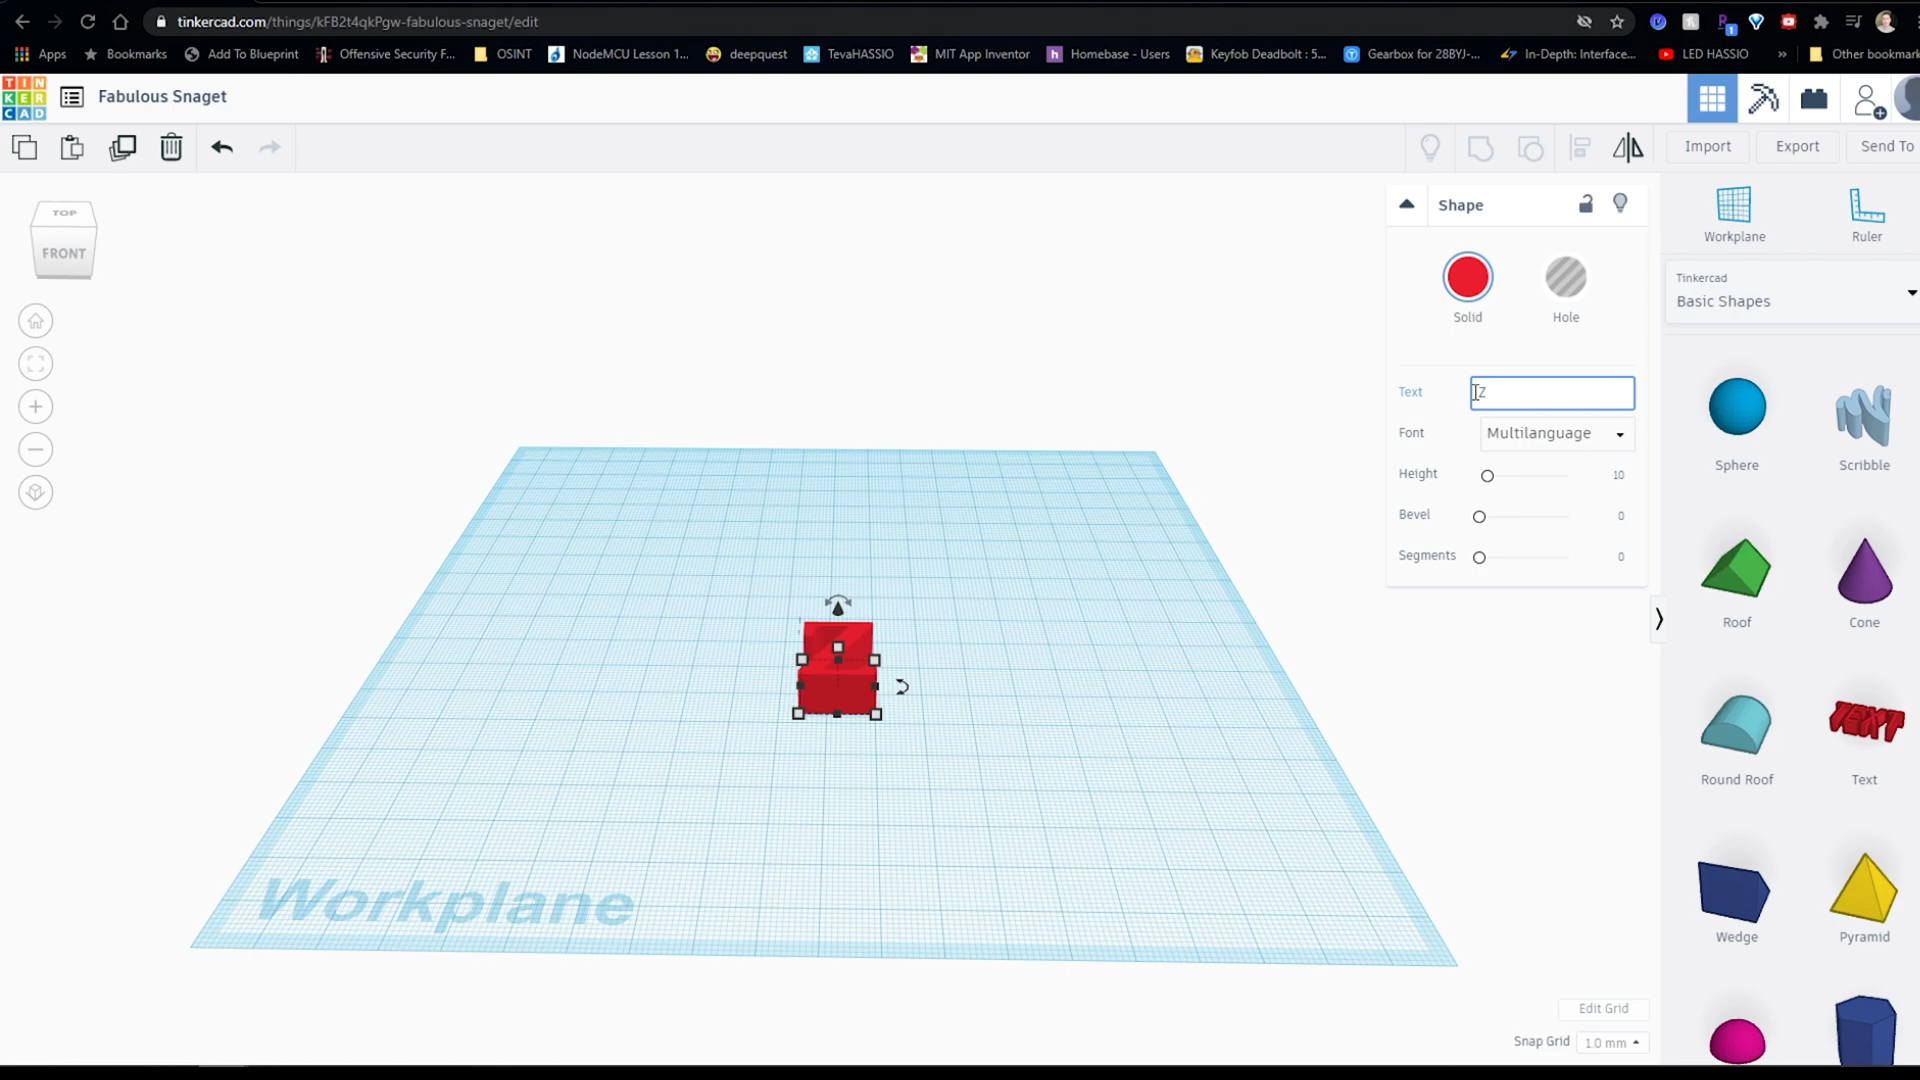 tinkercad.com/things/kFB2t4qkPgw-fabulous-snaget/edit
Apps Bookmarks Add To Blueprint Offensive Security F... OSINT NodeMCU Lesson 1... deepquest TevaHASSIO MIT App Inventor Homebase - Users Keyfob Deadbolt : 5... Gearbox for 28BYJ-... In-Depth: Interface... LED HASSIO » Other bookmark
TIN
KER
CAD
Fabulous Snaget
Import Export Send To
TOP
FRONT
Shape
Solid Hole
Text Z
Font Multilanguage
Height 10
Bevel 0
Segments 0
Workplane Ruler
Tinkercad
Basic Shapes
Sphere Scribble
Roof Cone
TEXT
Round Roof Text
Wedge Pyramid
Workplane
Edit Grid
Snap Grid 1.0 mm